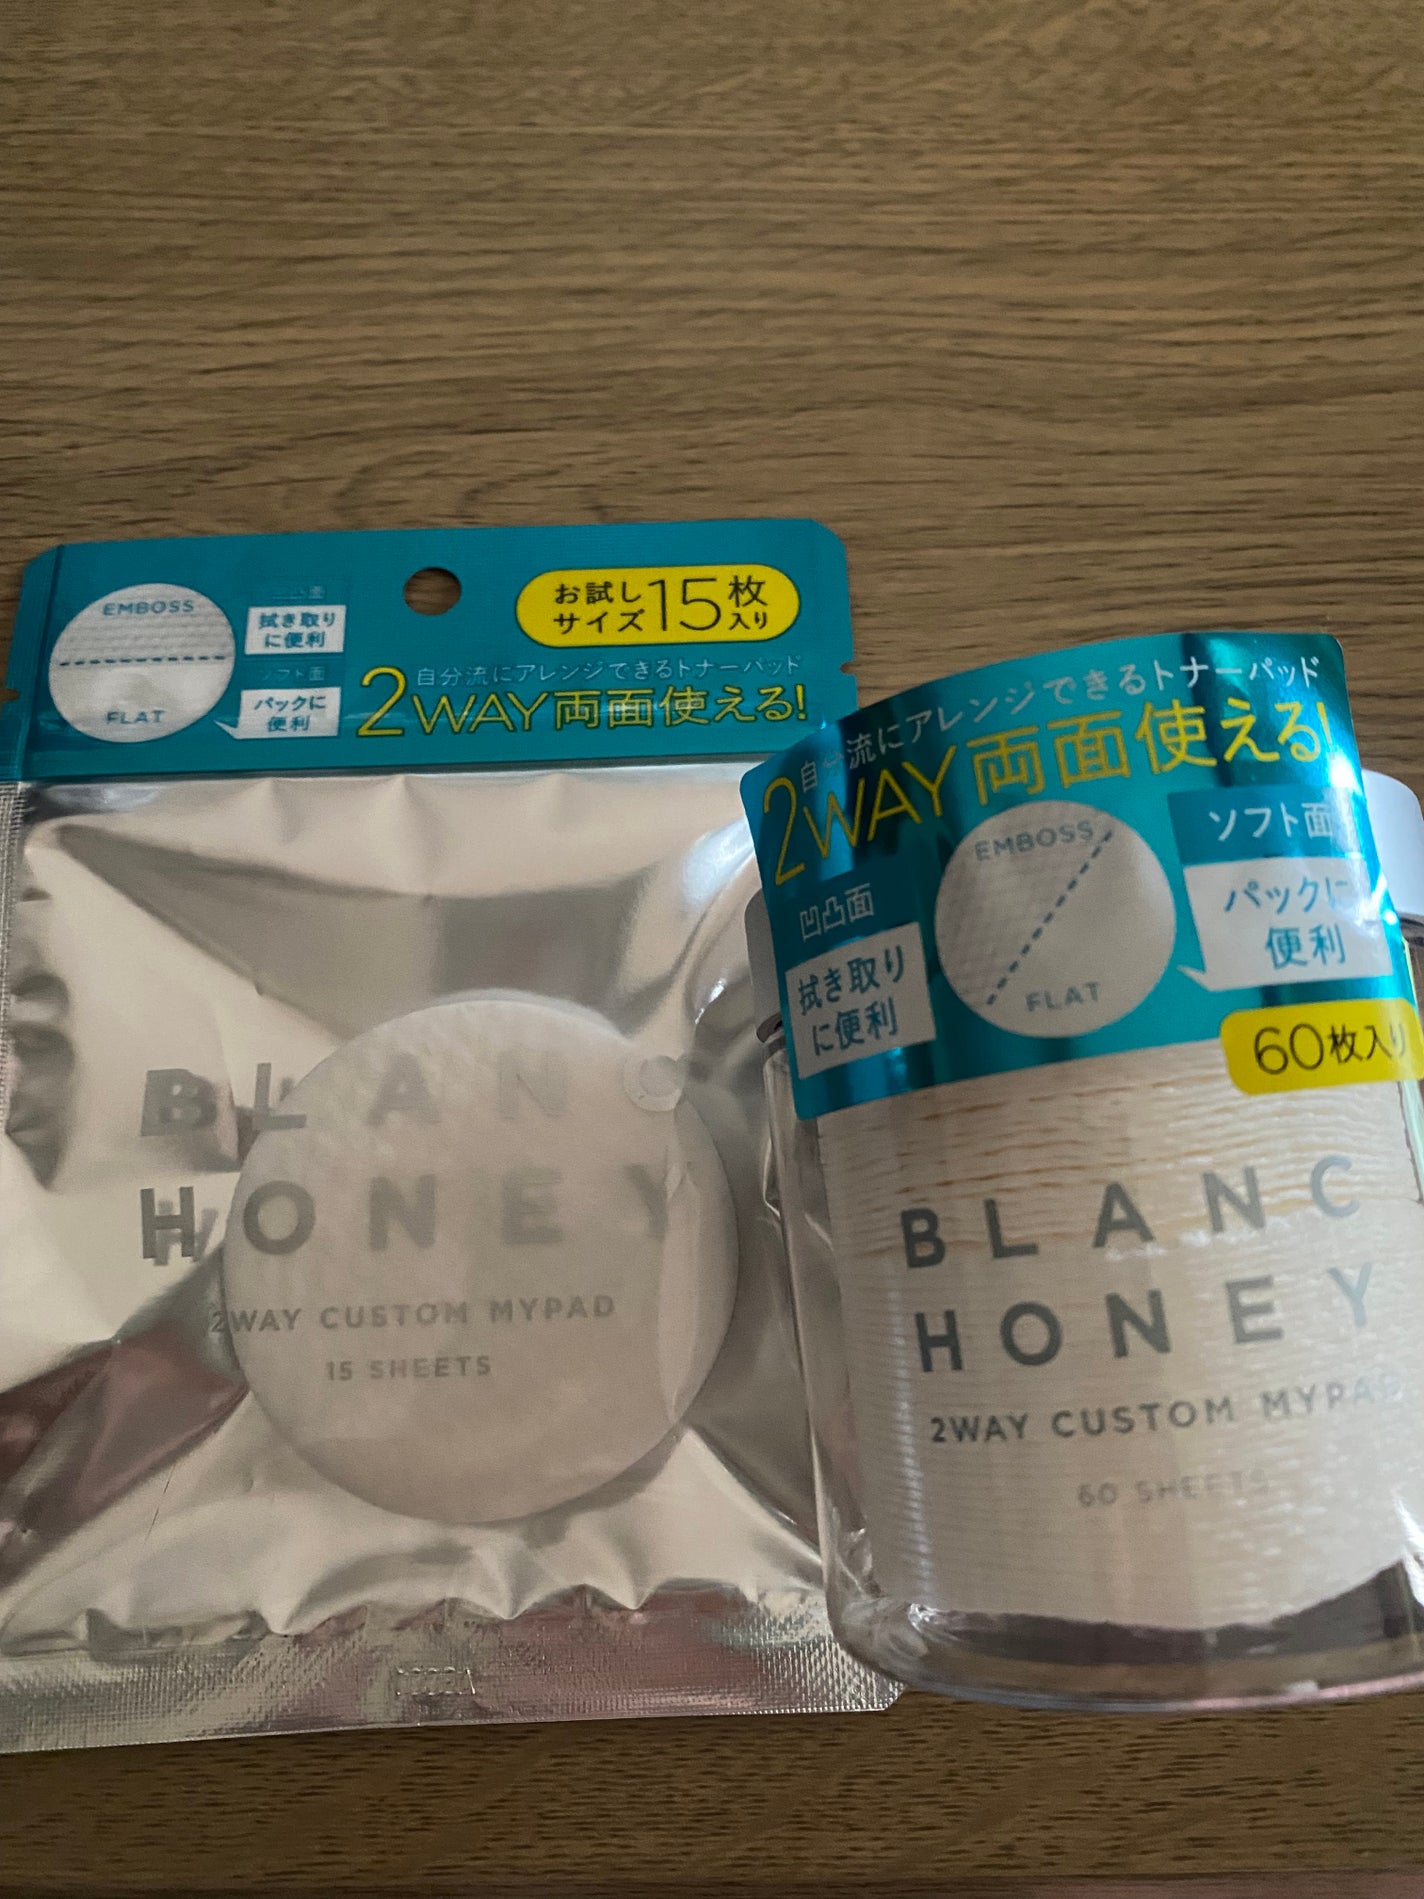 EMBOSS
FLAT
拭き取り
に便利
ソフト面
パックに
便利
お試し
サイズ
15枚
入り
自分流にアレンジできるトナーパッド
2WAY両面使える!
BLANC
HONEY
2WAY CUSTOM MYPAD
15 SHEETS
自分流にアレンジできるトナーパッド
2WAY両面使える!
凹凸面
拭き取り
に便利
EMBOSS
FLAT
ソフト面
パックに
便利
60枚入り
BLANC
HONEY
2WAY CUSTOM MYPAD
60 SHEETS